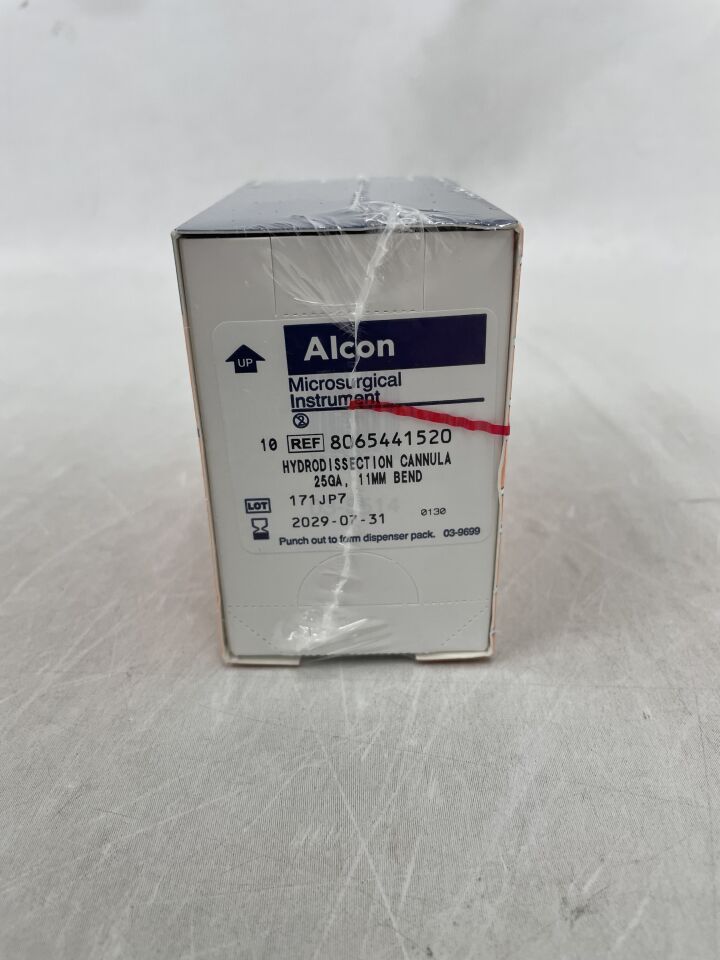 UP
Alcon
Microsurgical
Instrument
2
10 REF 8065441520
HYDRODISSECTION CANNULA
25GA, 11MM BEND
LOT 171JP7
2029-07-31 0130
Punch out to form dispenser pack. 03-9699